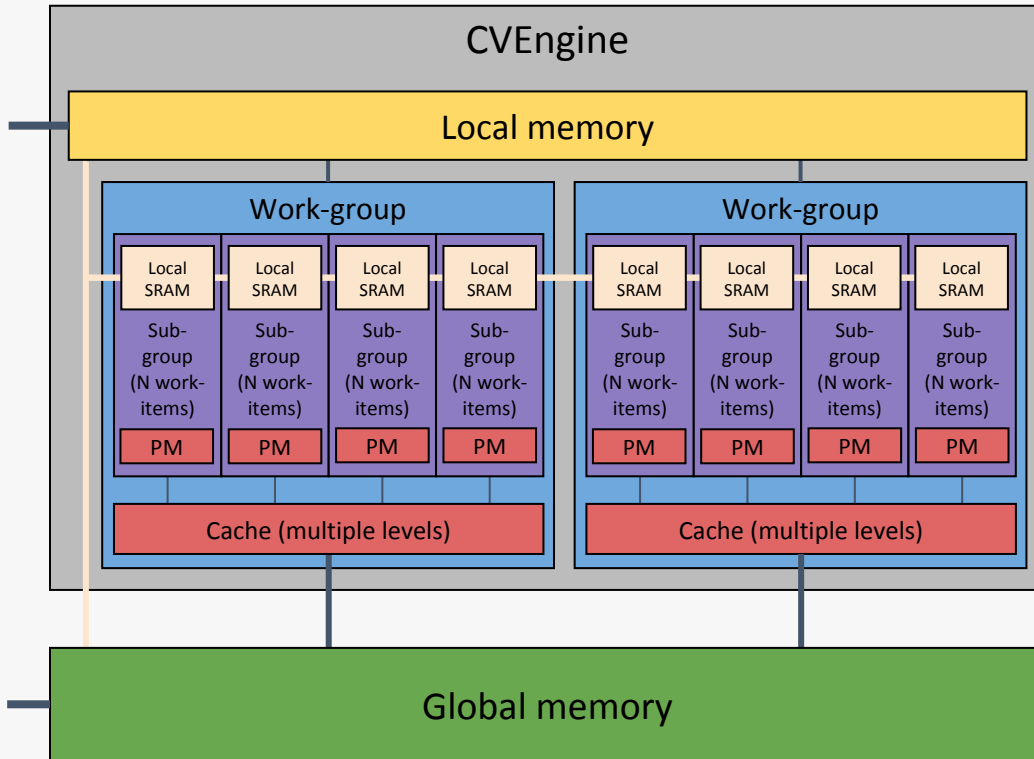 CVEngine
Local memory
Work-group
Local
SRAM
Sub-
group
(N work-
items)
PM
Local
SRAM
Sub-
group
(N work-
items)
PM
Local
SRAM
Sub-
group
(N work-
items)
PM
Local
SRAM
Sub-
group
(N work-
items)
PM
Cache (multiple levels)
Work-group
Local
SRAM
Sub-
group
(N work-
items)
PM
Local
SRAM
Sub-
group
(N work-
items)
PM
Local
SRAM
Sub-
group
(N work-
items)
PM
Local
SRAM
Sub-
group
(N work-
items)
PM
Cache (multiple levels)
Global memory